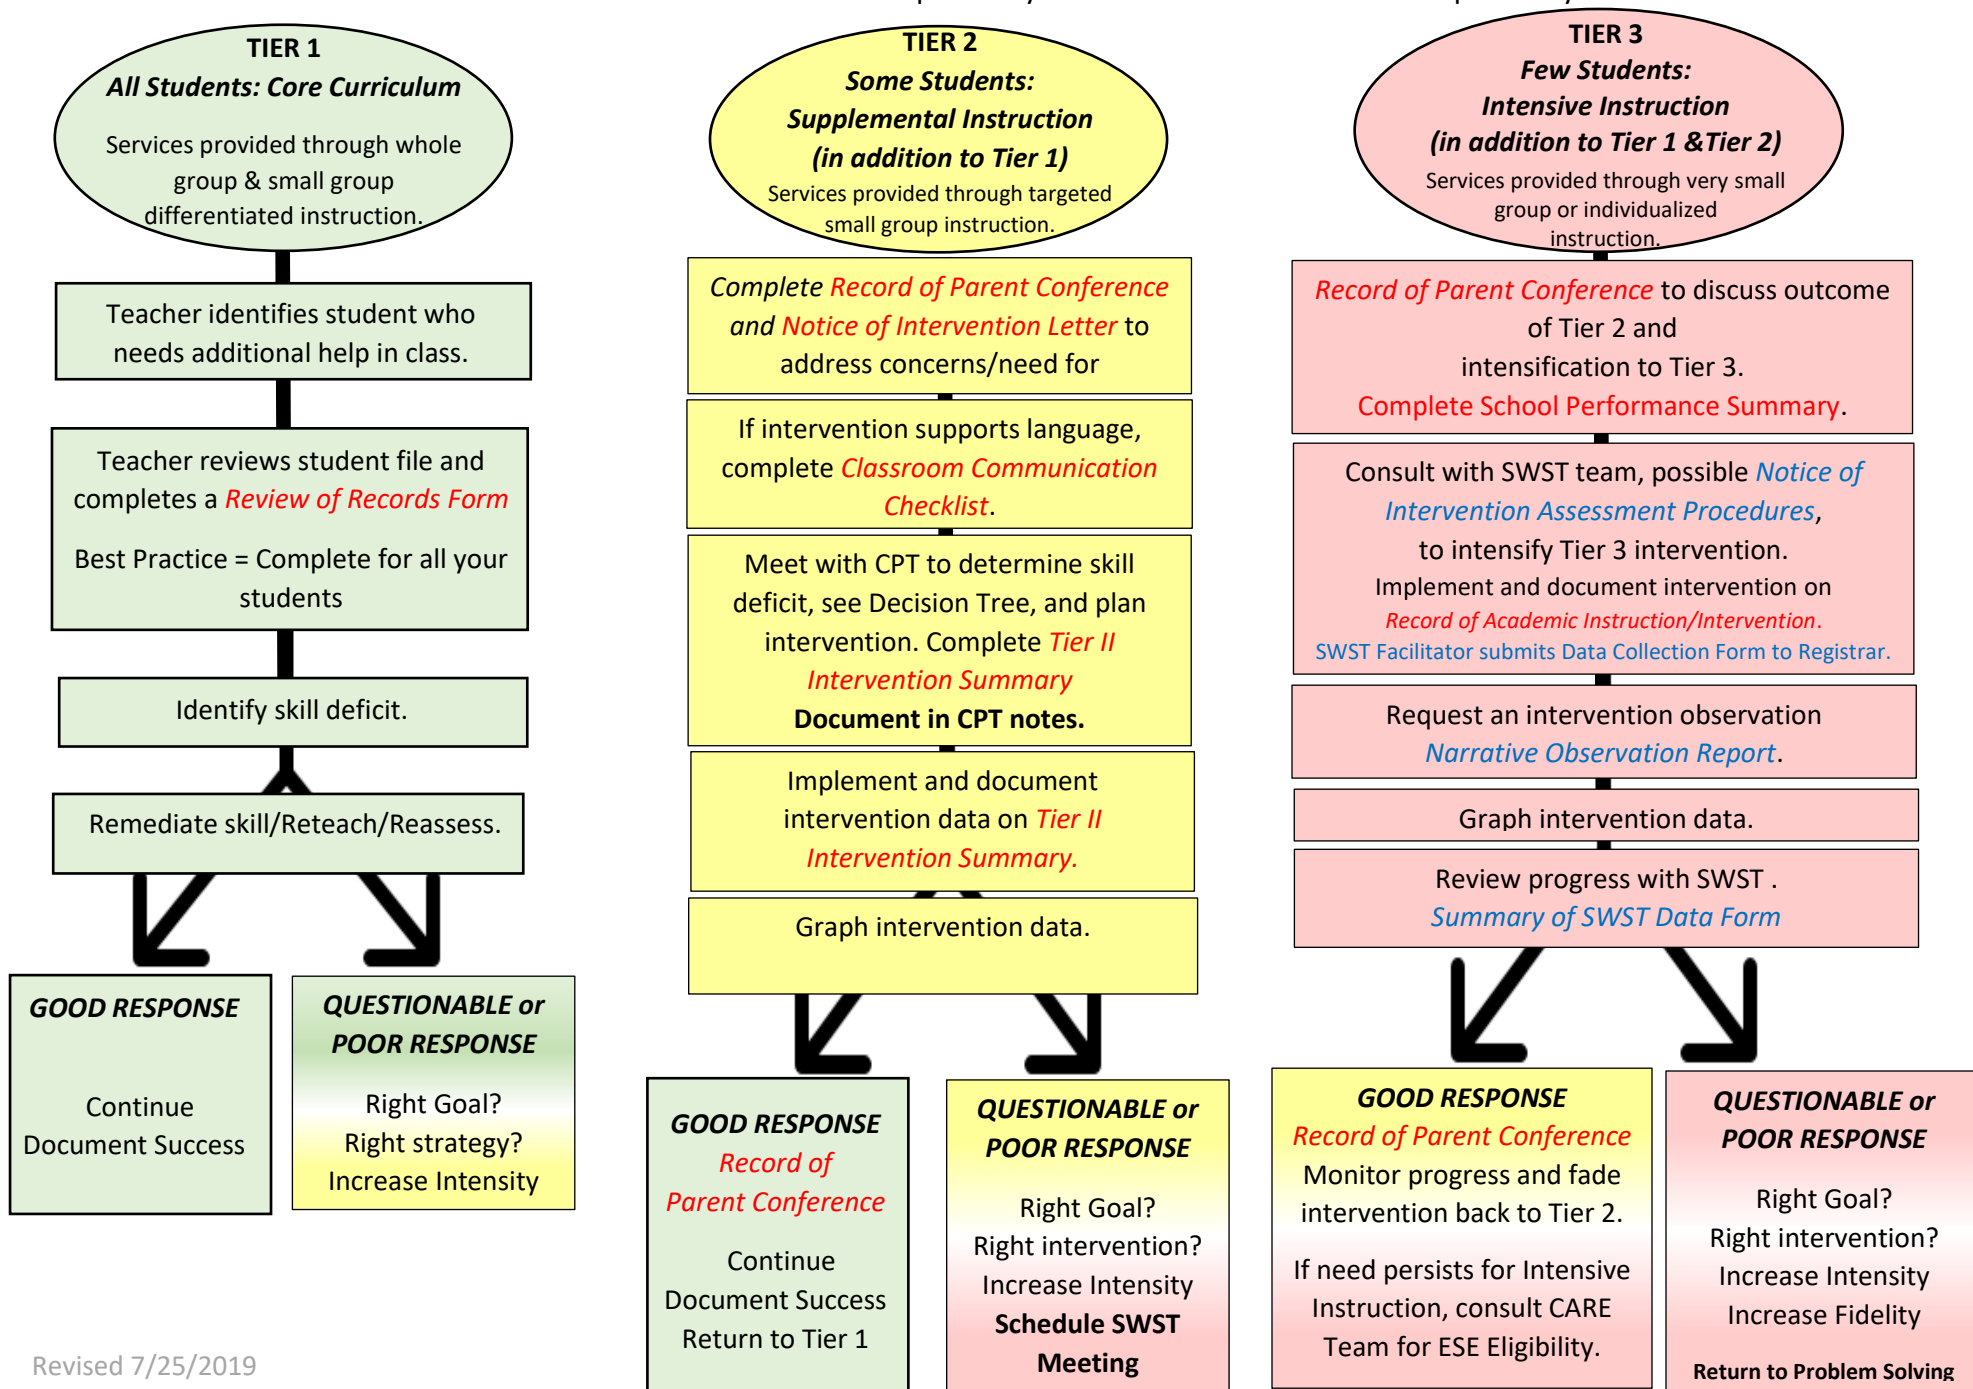 TIER 1
All Students: Core Curriculum
Services provided through whole
group & small group
differentiated instruction.
Teacher identifies student who
needs additional help in class.
Teacher reviews student file and
completes a Review of Records Form
Best Practice = Complete for all your
students
Identify skill deficit.
Remediate skill/Reteach/Reassess.
GOOD RESPONSE
Continue
Document Success
QUESTIONABLE or
POOR RESPONSE
Right Goal?
Right strategy?
Increase Intensity
TIER 2
Some Students:
Supplemental Instruction
(in addition to Tier 1)
Services provided through targeted
small group instruction.
Complete Record of Parent Conference
and Notice of Intervention Letter to
address concerns/need for
If intervention supports language,
complete Classroom Communication
Checklist.
Meet with CPT to determine skill
deficit, see Decision Tree, and plan
intervention. Complete Tier II
Intervention Summary
Document in CPT notes.
Implement and document
intervention data on Tier II
Intervention Summary.
Graph intervention data.
GOOD RESPONSE
Record of
Parent Conference
Continue
Document Success
Return to Tier 1
QUESTIONABLE or
POOR RESPONSE
Right Goal?
Right intervention?
Increase Intensity
Schedule SWST
Meeting
TIER 3
Few Students:
Intensive Instruction
(in addition to Tier 1 &Tier 2)
Services provided through very small
group or individualized
instruction.
Record of Parent Conference to discuss outcome
of Tier 2 and
intensification to Tier 3.
Complete School Performance Summary.
Consult with SWST team, possible Notice of
Intervention Assessment Procedures,
to intensify Tier 3 intervention.
Implement and document intervention on
Record of Academic Instruction/Intervention.
SWST Facilitator submits Data Collection Form to Registrar.
Request an intervention observation
Narrative Observation Report.
Graph intervention data.
Review progress with SWST .
Summary of SWST Data Form
GOOD RESPONSE
Record of Parent Conference
Monitor progress and fade
intervention back to Tier 2.
If need persists for Intensive
Instruction, consult CARE
Team for ESE Eligibility.
QUESTIONABLE or
POOR RESPONSE
Right Goal?
Right intervention?
Increase Intensity
Increase Fidelity
Return to Problem Solving
Revised 7/25/2019